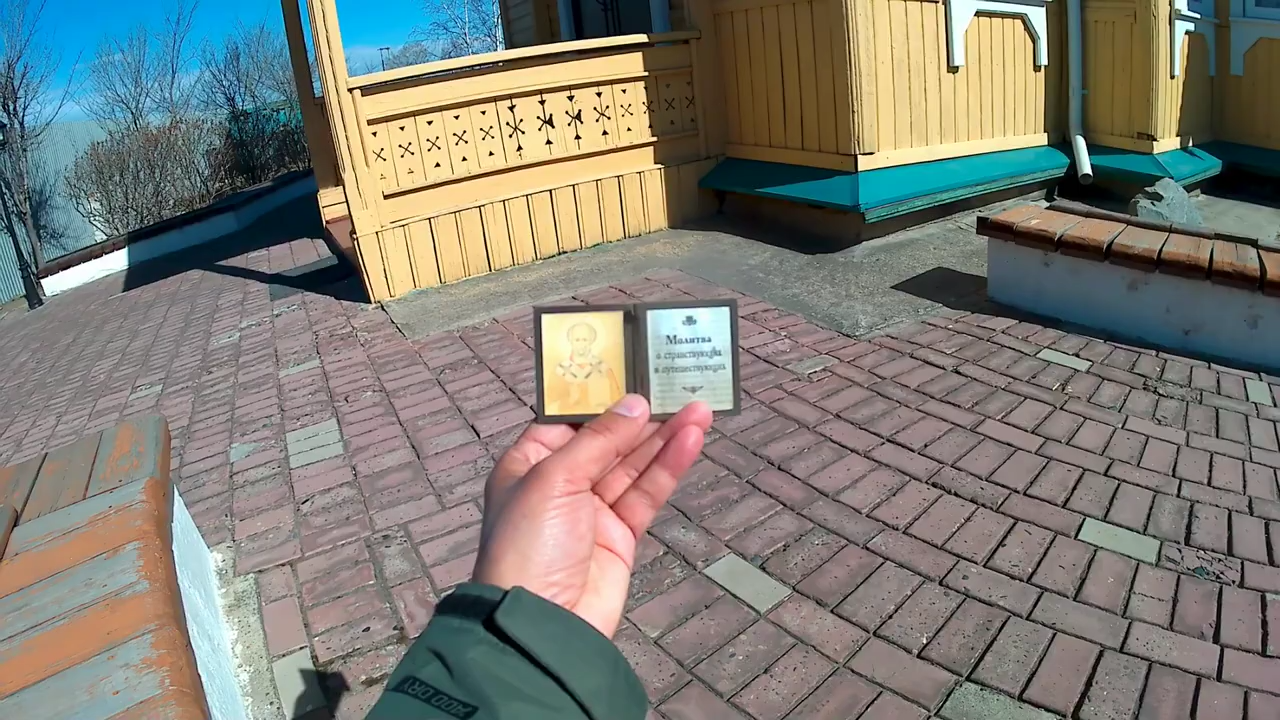 Молитва
о странствующих
и путешествующих